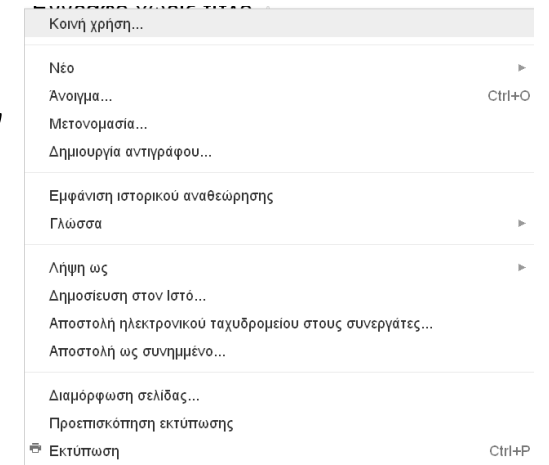 Κοινή χρήση...
Νέο
Άνοιγμα... Ctrl+O
Μετονομασία...
Δημιουργία αντιγράφου...
Εμφάνιση ιστορικού αναθεώρησης
Γλώσσα
Λήψη ως
Δημοσίευση στον Ιστό...
Αποστολή ηλεκτρονικού ταχυδρομείου στους συνεργάτες...
Αποστολή ως συνημμένο...
Διαμόρφωση σελίδας...
Προεπισκόπηση εκτύπωσης
Εκτύπωση Ctrl+P